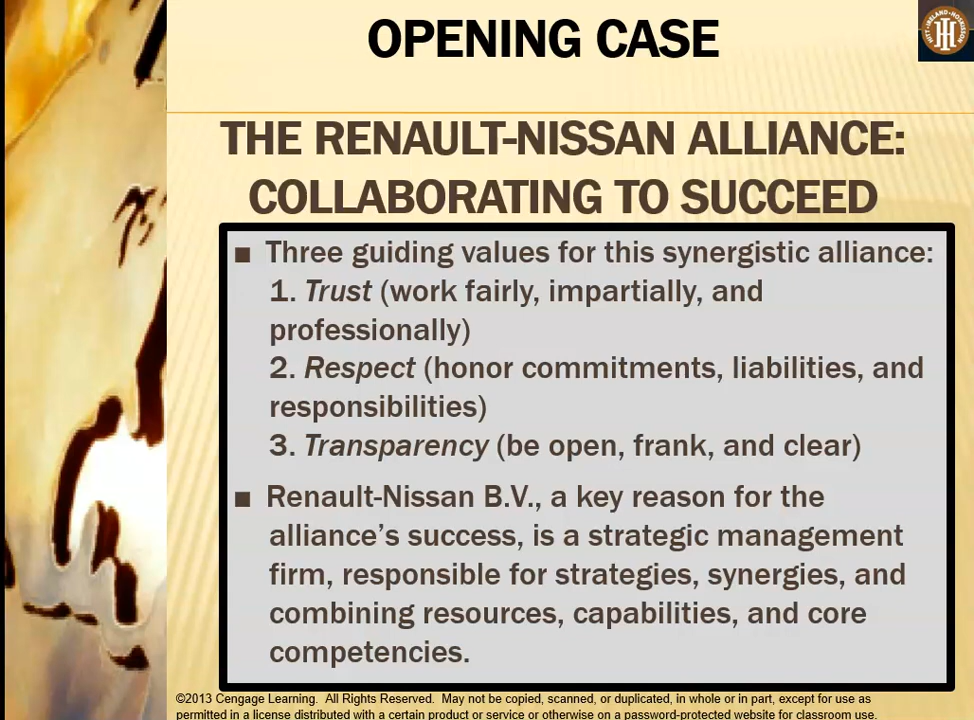 OPENING CASE
HITT•IRELAND•HOSKISSON
THE RENAULT-NISSAN ALLIANCE:
COLLABORATING TO SUCCEED
■ Three guiding values for this synergistic alliance:
1. Trust (work fairly, impartially, and
professionally)
2. Respect (honor commitments, liabilities, and
responsibilities)
3. Transparency (be open, frank, and clear)
■ Renault-Nissan B.V., a key reason for the
alliance’s success, is a strategic management
firm, responsible for strategies, synergies, and
combining resources, capabilities, and core
competencies.
©2013 Cengage Learning. All Rights Reserved. May not be copied, scanned, or duplicated, in whole or in part, except for use as
permitted in a license distributed with a certain product or service or otherwise on a password-protected website for classroom use.